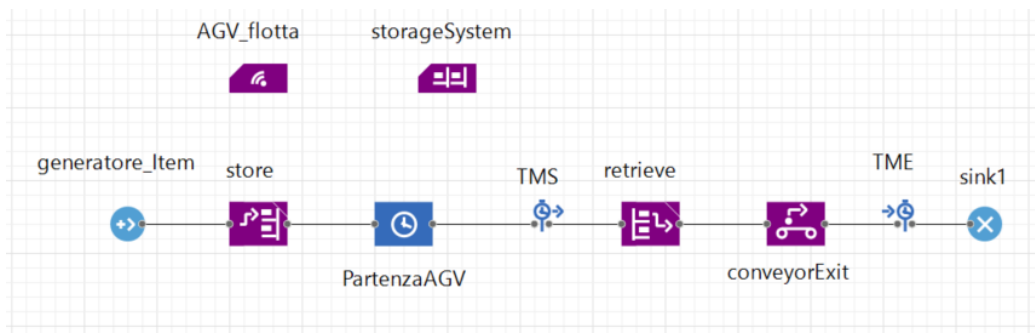 AGV_flotta
storageSystem
generatore_Item
store
TMS
retrieve
TME
sink1
PartenzaAGV
conveyorExit